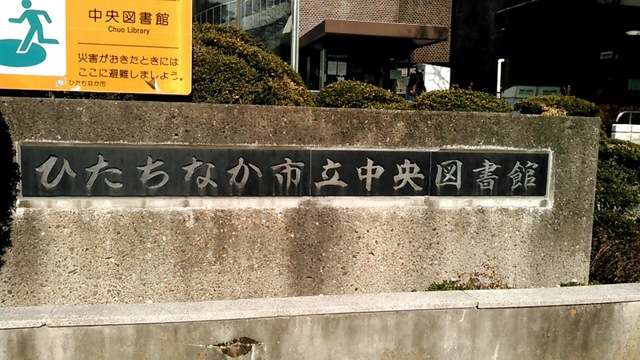 中央図書館
Chuo Library
災害がおきたときには
ここに避難しましょう。
ひたちなか市
ひたちなか市立中央図書館